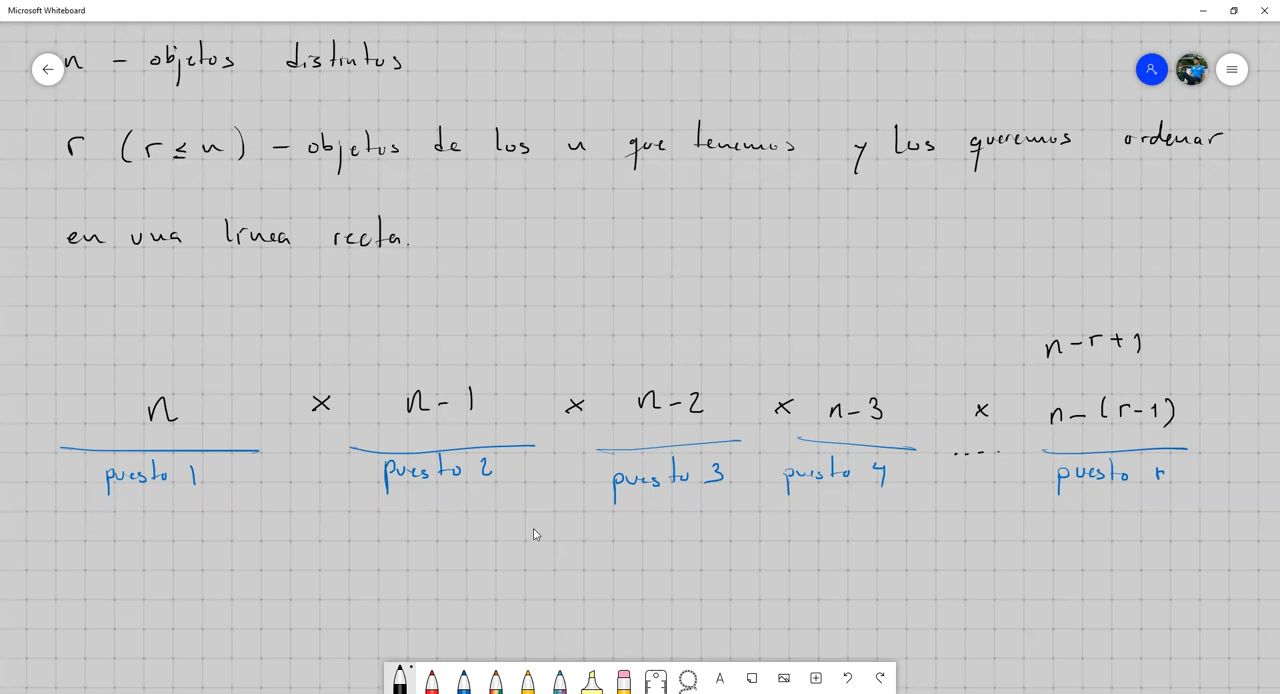 Microsoft Whiteboard
n - objetos distintos
r (r ≤ n) - objetos de los n que tenemos y los queremos ordenar
en una línea recta.
n-r+1
n x n-1 x n-2 x n-3 x n-(r-1)
puesto 1 puesto 2 puesto 3 puesto 4 .... puesto r
A